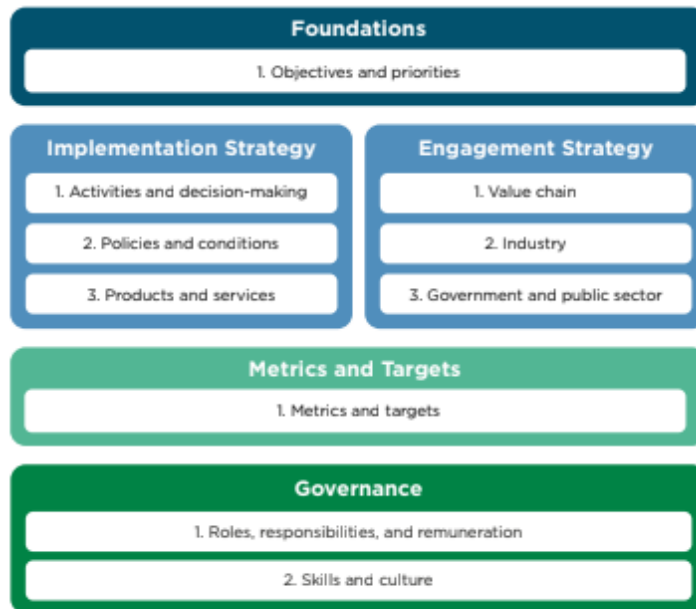 Foundations
1. Objectives and priorities
Implementation Strategy
1. Activities and decision-making
2. Policies and conditions
3. Products and services
Engagement Strategy
1. Value chain
2. Industry
3. Government and public sector
Metrics and Targets
1. Metrics and targets
Governance
1. Roles, responsibilities, and remuneration
2. Skills and culture